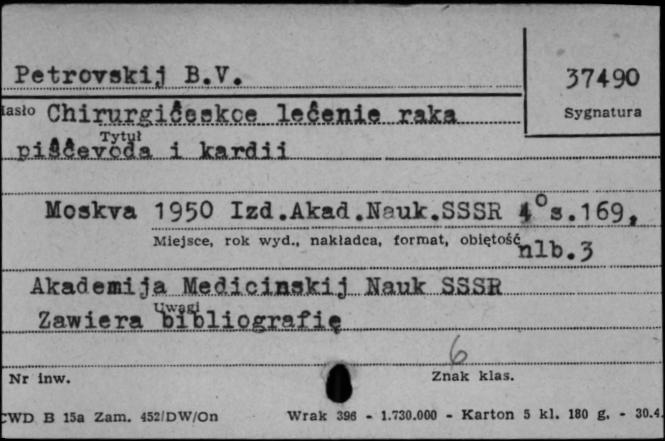 Petrovskij B.V.
37490
Sygnatura
Hasło Chirurgičeskoe lečenie raka
Tytuł
piščevoda i kardii
Moskva 1950 Izd.Akad.Nauk.SSSR 4° s.169,
Miejsce, rok wyd., nakładca, format, objętość
nlb.3
Akademija Medicinskij Nauk SSSR
Uwagi
Zawiera bibliografię
6
Nr inw.
Znak klas.
CWD B 15a Zam. 452/DW/On Wrak 396 - 1.730.000 - Karton 5 kl. 180 g. - 30.4.